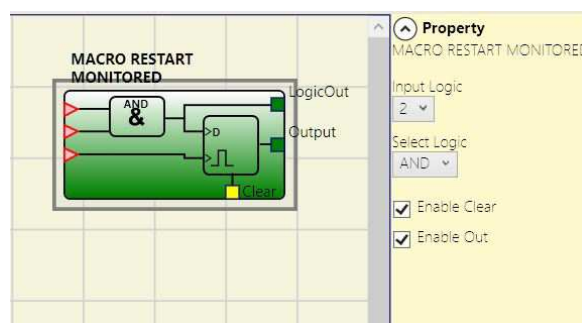 MACRO RESTART
MONITORED
AND
&
LogicOut
D
Output
Clear
Property
MACRO RESTART MONITORED
Input Logic
2
Select Logic
AND
Enable Clear
Enable Out